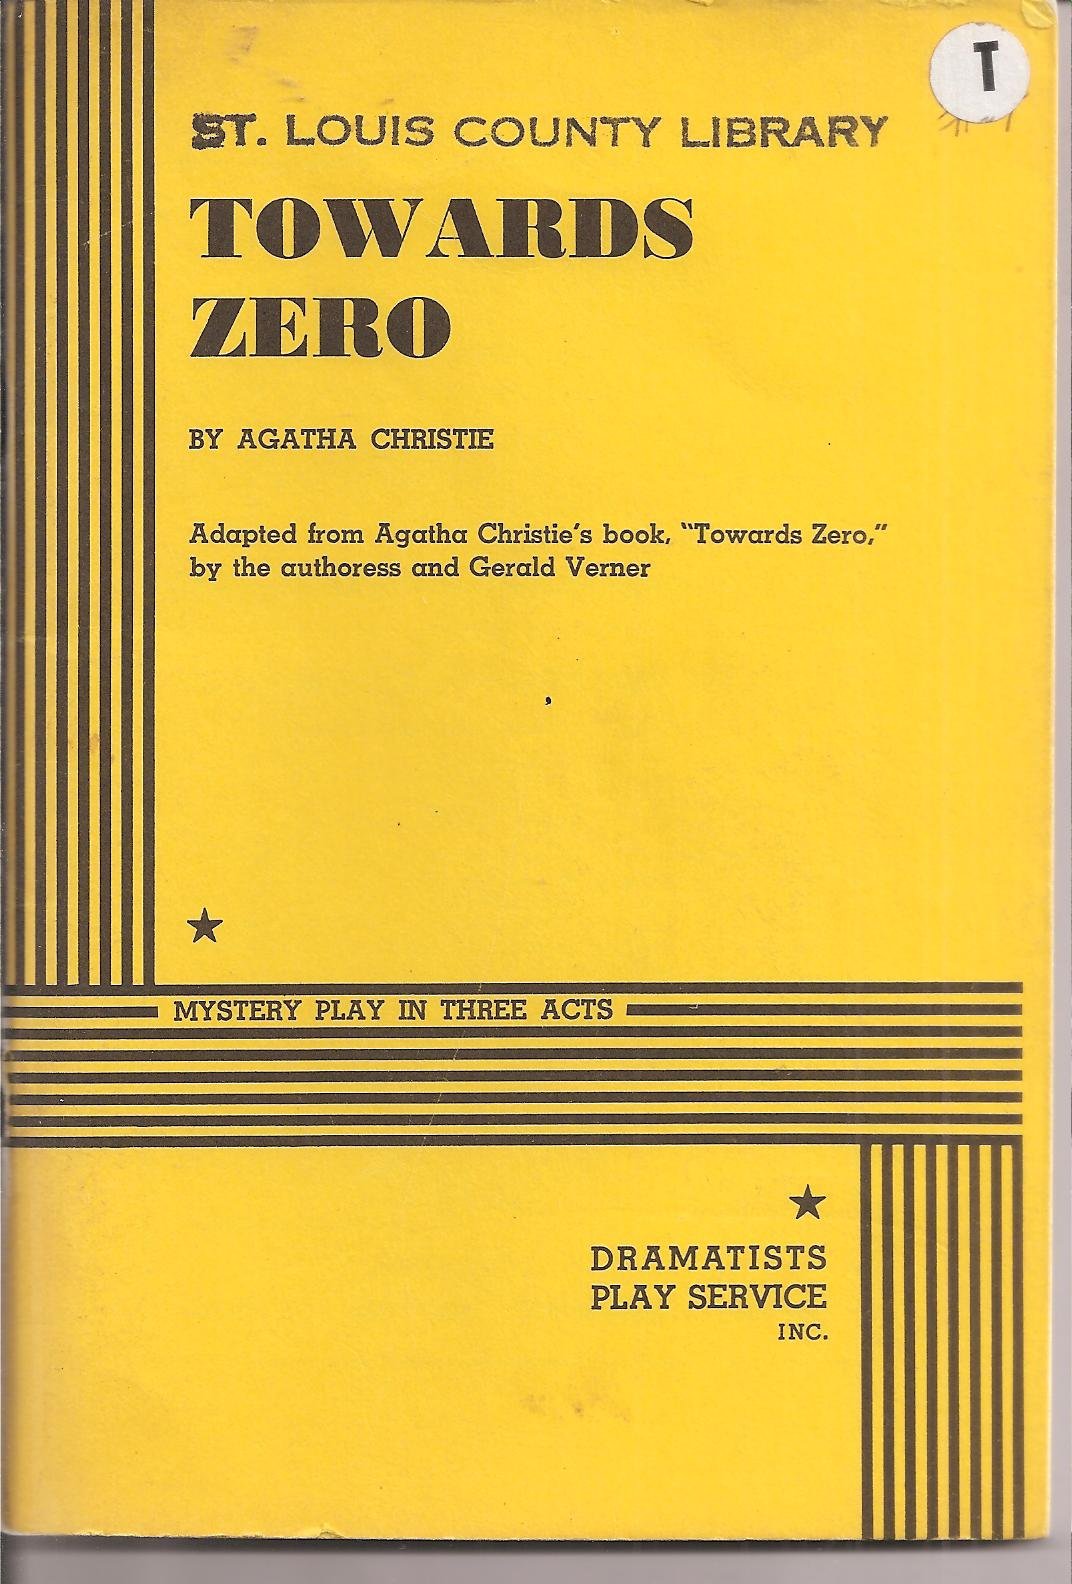 T
ST. LOUIS COUNTY LIBRARY
TOWARDS
ZERO
BY AGATHA CHRISTIE
Adapted from Agatha Christie's book, "Towards Zero,"
by the authoress and Gerald Verner
MYSTERY PLAY IN THREE ACTS
DRAMATISTS
PLAY SERVICE
INC.